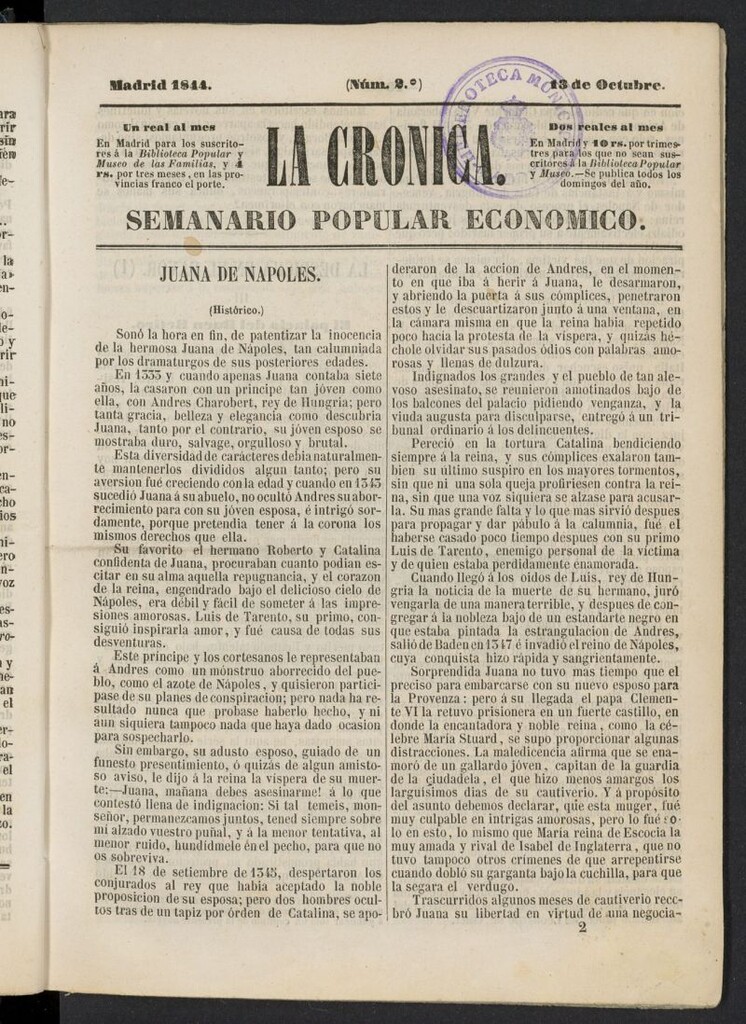 Madrid 1844.
(Núm. 2.º)
13 de Octubre.
Un real al mes
En Madrid para los suscrito-
res á la Biblioteca Popular y
Museo de las Familias, y 4
rs. por tres meses, en las pro-
vincias franco el porte.
LA CRONICA.
Dos reales al mes
En Madrid y 10 rs. por trimes-
tres para los que no sean sus-
critores á la Biblioteca Popular
y Museo.—Se publica todos los
domingos del año.
SEMANARIO POPULAR ECONOMICO.
JUANA DE NAPOLES.
(Histórico.)
Sonó la hora en fin, de patentizar la inocencia
de la hermosa Juana de Nápoles, tan calumniada
por los dramaturgos de sus posteriores edades.
En 1333 y cuando apenas Juana contaba siete
años, la casaron con un príncipe tan jóven como
ella, con Andres Charobert, rey de Hungria; pero
tanta gracia, belleza y elegancia como descubria
Juana, tanto por el contrario, su jóven esposo se
mostraba duro, salvage, orgulloso y brutal.
Esta diversidad de carácteres debia naturalmen-
te mantenerlos divididos algun tanto; pero su
aversion fué creciendo con la edad y cuando en 1343
sucedió Juana á su abuelo, no ocultó Andres su abor-
recimiento para con su jóven esposa, é intrigó sor-
damente, porque pretendia tener á la corona los
mismos derechos que ella.
Su favorito el hermano Roberto y Catalina
confidenta de Juana, procuraban cuanto podian es-
citar en su alma aquella repugnancia, y el corazon
de la reina, engendrado bajo el delicioso cielo de
Nápoles, era débil y fácil de someter á las impre-
siones amorosas. Luis de Tarento, su primo, con-
siguió inspirarla amor, y fué causa de todas sus
desventuras.
Este príncipe y los cortesanos le representaban
á Andres como un mónstruo aborrecido del pue-
blo, como el azote de Nápoles, y quisieron partici-
pase de su planes de conspiracion; pero nada ha re-
sultado nunca que probase haberlo hecho, y ni
aun siquiera tampoco nada que haya dado ocasion
para sospecharlo.
Sin embargo, su adusto esposo, guiado de un
funesto presentimiento, ó quizás de algun amisto-
so aviso, le dijo á la reina la víspera de su muer-
te:—Juana, mañana debes asesinarme! á lo que
contestó llena de indignacion: Si tal temeis, mon-
señor, permanezcamos juntos, tened siempre sobre
mí alzado vuestro puñal, y á la menor tentativa, al
menor ruido, hundídmele en el pecho, para que no
os sobreviva.
El 18 de setiembre de 1345, despertaron los
conjurados al rey que habia aceptado la noble
proposicion de su esposa; pero dos hombres ocul-
tos tras de un tapiz por órden de Catalina, se apo-
deraron de la accion de Andres, en el momen-
to en que iba á herir á Juana, le desarmaron,
y abriendo la puerta á sus cómplices, penetraron
estos y le descuartizaron junto á una ventana, en
la cámara misma en que la reina habia repetido
poco hacía la protesta de la víspera, y quizás hé-
chole olvidar sus pasados ódios con palabras amo-
rosas y llenas de dulzura.
Indignados los grandes y el pueblo de tan ale-
voso asesinato, se reunieron amotinados bajo de
los balcones del palacio pidiendo venganza, y la
viuda augusta para disculparse, entregó á un tri-
bunal ordinario á los delincuentes.
Pereció en la tortura Catalina bendiciendo
siempre á la reina, y sus cómplices exalaron tam-
bien su último suspiro en los mayores tormentos,
sin que ni una sola queja profiriesen contra la rei-
na, sin que una voz siquiera se alzase para acusar-
la. Su mas grande falta y lo que mas sirvió despues
para propagar y dar pábulo á la calumnia, fué el
haberse casado poco tiempo despues con su primo
Luis de Tarento, enemigo personal de la víctima
y de quien estaba perdidamente enamorada.
Cuando llegó á los oidos de Luis, rey de Hun-
gria la noticia de la muerte de su hermano, juró
vengarla de una manera terrible, y despues de con-
gregar á la nobleza bajo de un estandarte negro en
que estaba pintada la estrangulacion de Andres,
salió de Baden en 1347 é invadió el reino de Nápoles,
cuya conquista hizo rápida y sangrientamente.
Sorprendida Juana no tuvo mas tiempo que el
preciso para embarcarse con su nuevo esposo para
la Provenza: pero á su llegada el papa Clemen-
te VI la retuvo prisionera en un fuerte castillo, en
donde la encantadora y noble reina, como la cé-
lebre María Stuard, se supo proporcionar algunas
distracciones. La maledicencia afirma que se ena-
moró de un gallardo jóven, capitan de la guardia
de la ciudadela, el que hizo menos amargos los
larguisimos dias de su cautiverio. Y á propósito
del asunto debemos declarar, que esta muger, fué
muy culpable en intrigas amorosas, pero lo fué so-
lo en esto, lo mismo que María reina de Escocia la
muy amada y rival de Isabel de Inglaterra, que no
tuvo tampoco otros crímenes de que arrepentirse
cuando dobló su garganta bajo la cuchilla, para que
la segara el verdugo.
Trascurridos algunos meses de cautiverio reco-
bró Juana su libertad en virtud de una negocia-
2